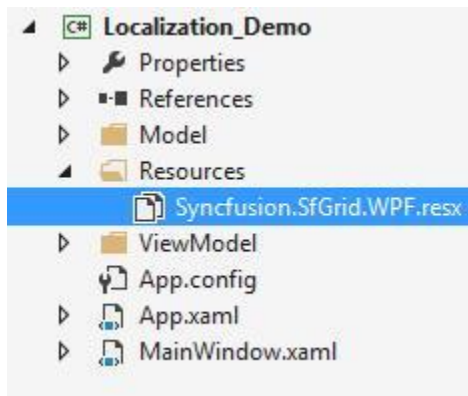 C# Localization_Demo
Properties
References
Model
Resources
Syncfusion.SfGrid.WPF.resx
ViewModel
App.config
App.xaml
MainWindow.xaml